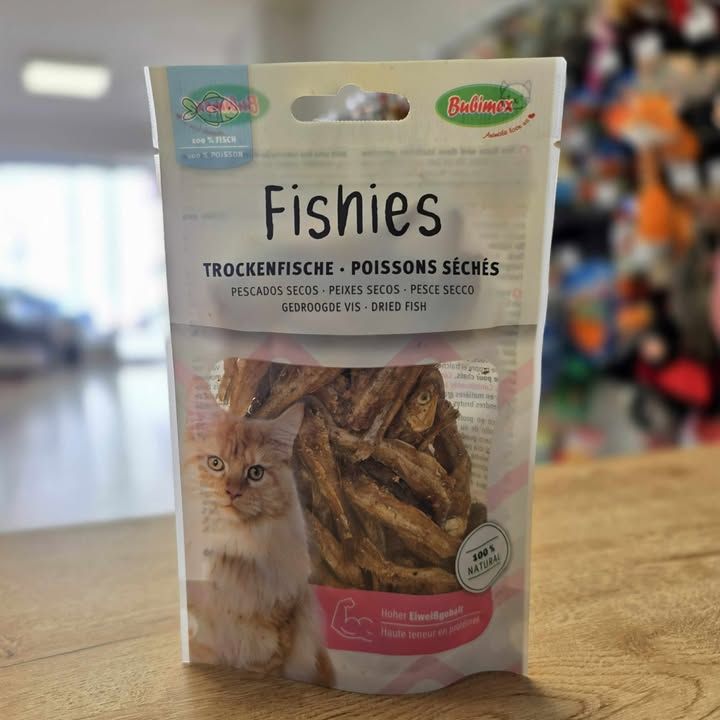 Bubimex
100 % FISCH
100 % POISSON
Fishies
TROCKENFISCHE · POISSONS SÉCHÉS
PESCADOS SECOS · PEIXES SECOS · PESCE SECCO
GEDROOGDE VIS · DRIED FISH
100 %
NATURAL
Hoher Eiweißgehalt
Haute teneur en protéines